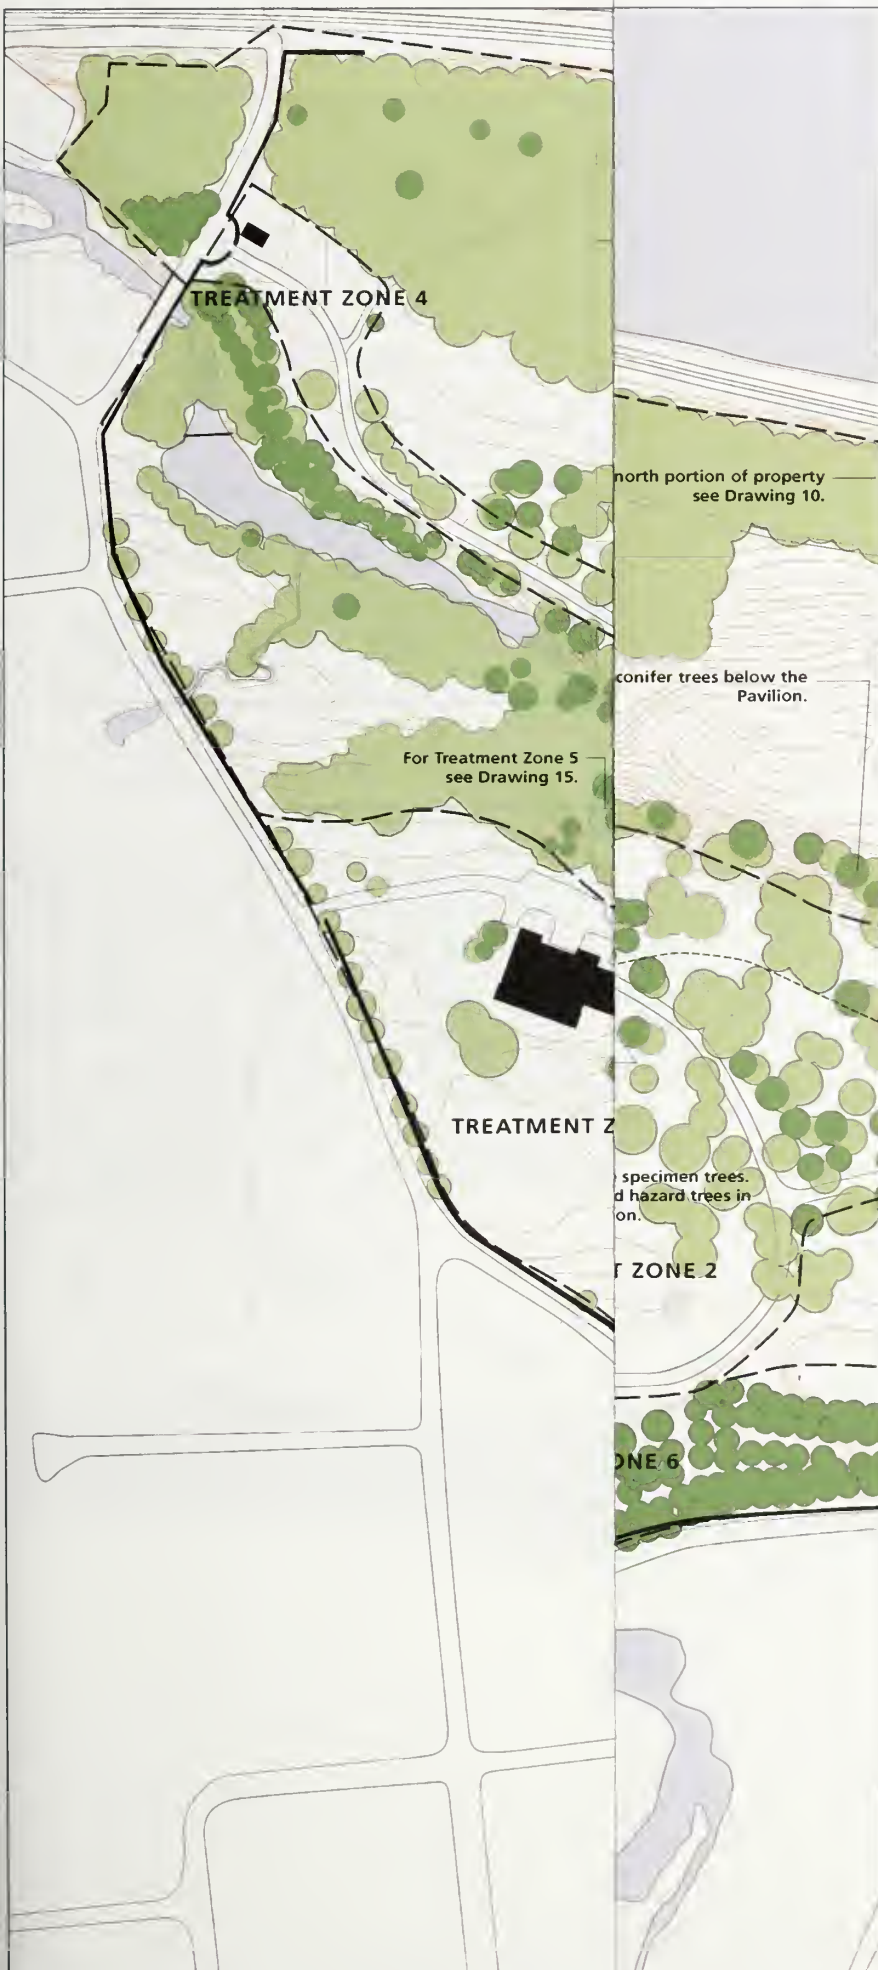 TREATMENT ZONE 4
north portion of property
see Drawing 10.
conifer trees below the
Pavilion.
For Treatment Zone 5
see Drawing 15.
TREATMENT Z
specimen trees.
d hazard trees in
on.
T ZONE 2
ONE 6